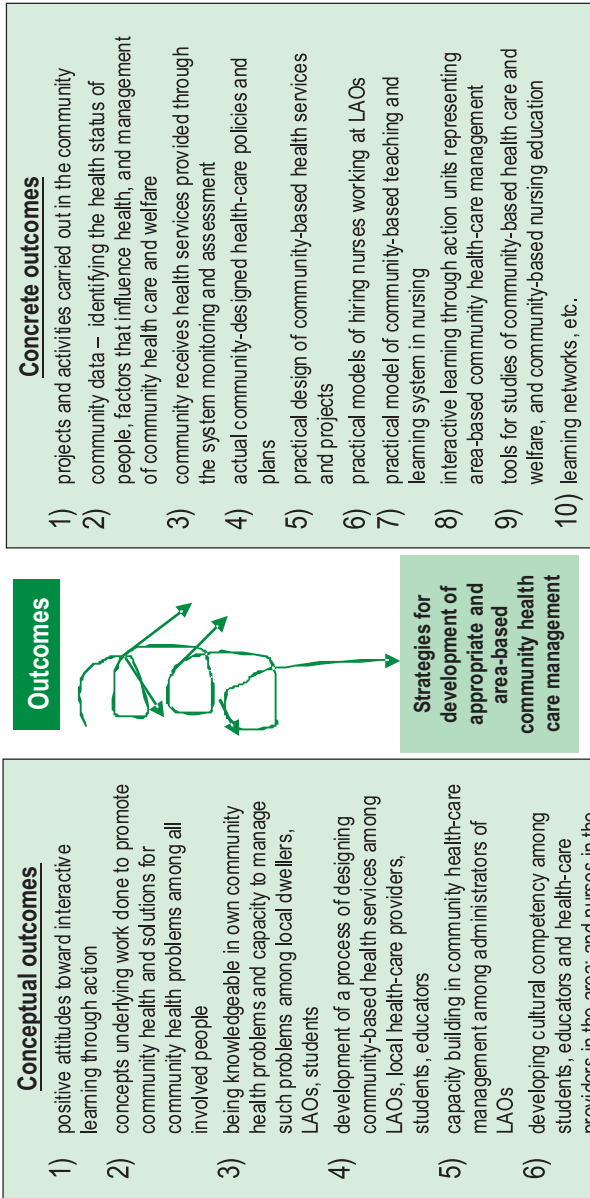 Conceptual outcomes
1) positive attitudes toward interactive
learning through action
2) concepts underlying work done to promote
community health and solutions for
community health problems among all
involved people
3) being knowledgeable in own community
health problems and capacity to manage
such problems among local dwellers,
LAOs, students
4) development of a process of designing
community-based health services among
LAOs, local health-care providers,
students, educators
5) capacity building in community health-care
management among administrators of
LAOs
6) developing cultural competency among
students, educators and health-care
providers in the area; and nurses in the
Outcomes
Strategies for
development of
appropriate and
area-based
community health
care management
Concrete outcomes
1) projects and activities carried out in the community
2) community data – identifying the health status of
people, factors that influence health, and management
of community health care and welfare
3) community receives health services provided through
the system monitoring and assessment
4) actual community-designed health-care policies and
plans
5) practical design of community-based health services
and projects
6) practical models of hiring nurses working at LAOs
7) practical model of community-based teaching and
learning system in nursing
8) interactive learning through action units representing
area-based community health-care management
9) tools for studies of community-based health care and
welfare, and community-based nursing education
10) learning networks, etc.